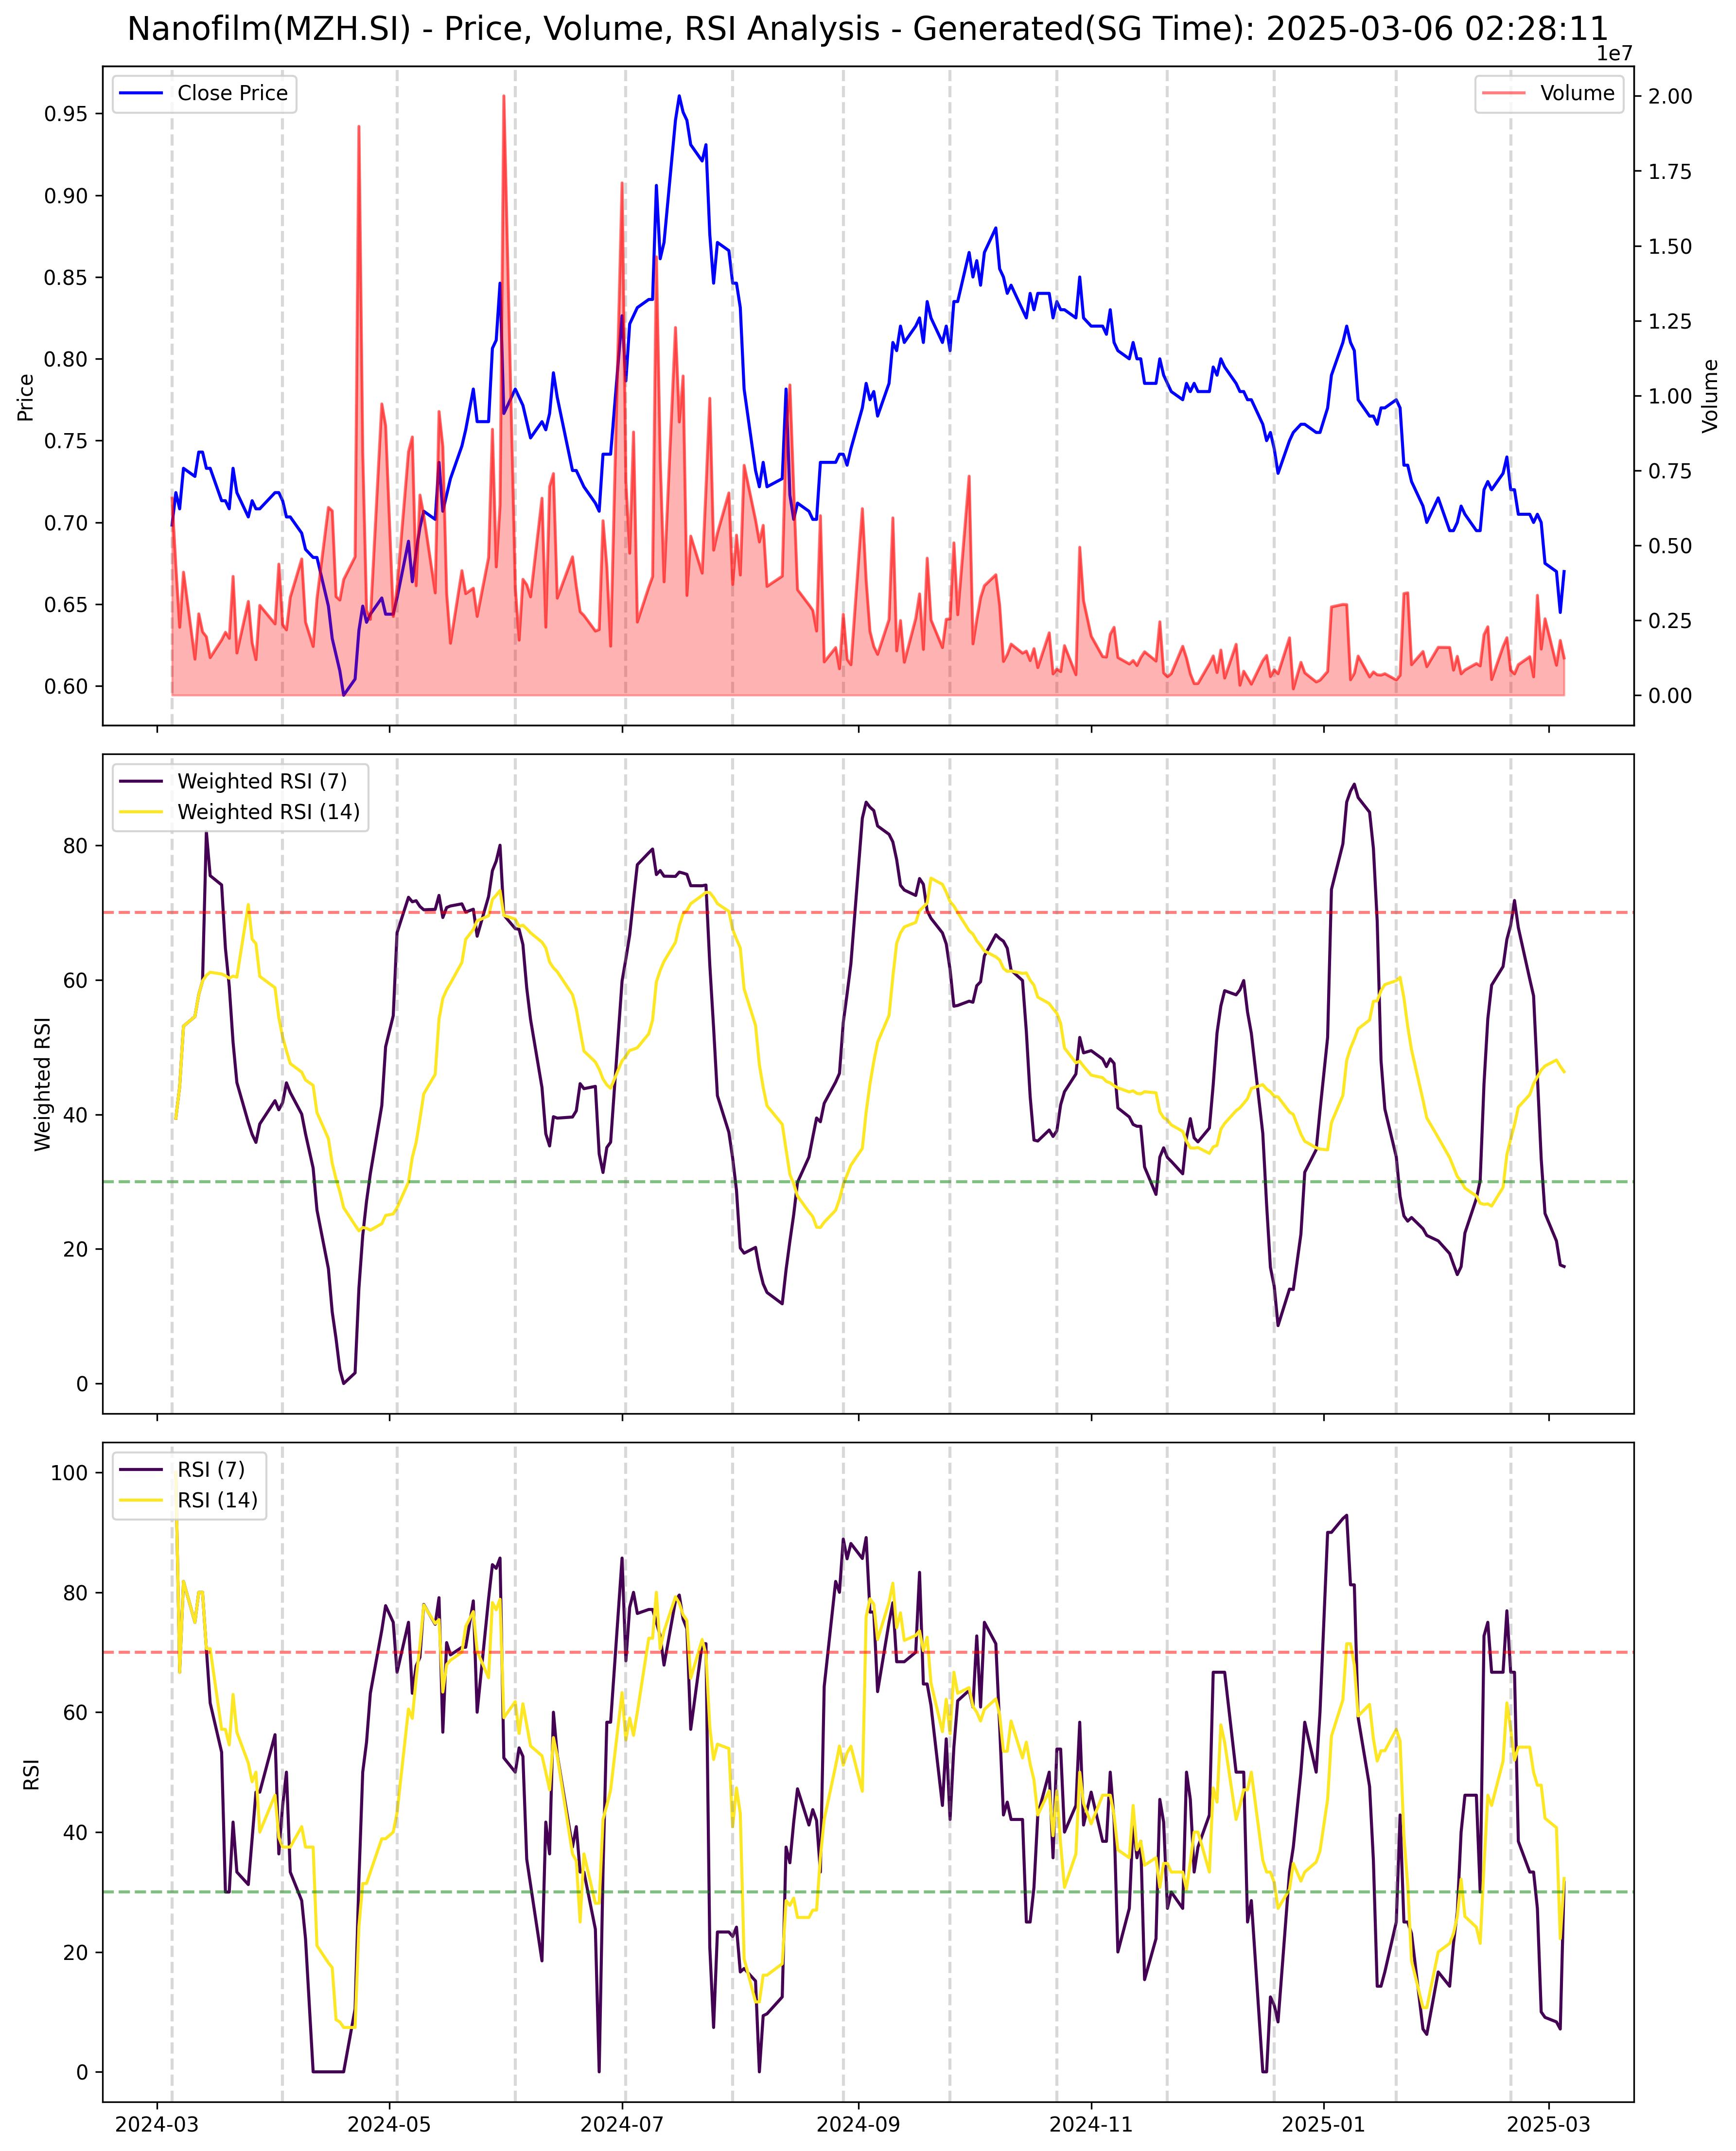 Nanofilm(MZH.SI) - Price, Volume, RSI Analysis - Generated(SG Time): 2025-03-06 02:28:11
1e7
Close Price
Volume
0.95
0.90
0.85
0.80
0.75
0.70
0.65
0.60
Price
2.00
1.75
1.50
1.25
1.00
0.75
0.50
0.25
0.00
Volume
Weighted RSI (7)
Weighted RSI (14)
80
60
40
20
0
Weighted RSI
RSI (7)
RSI (14)
100
80
60
40
20
0
RSI
2024-03
2024-05
2024-07
2024-09
2024-11
2025-01
2025-03